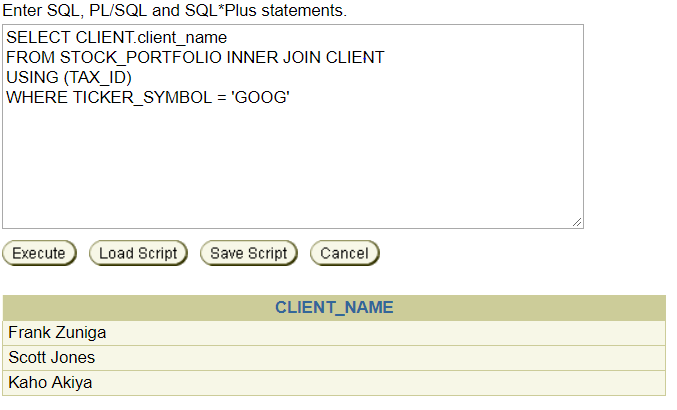 Enter SQL, PL/SQL and SQL*Plus statements.
SELECT CLIENT.client_name
FROM STOCK_PORTFOLIO INNER JOIN CLIENT
USING (TAX_ID)
WHERE TICKER_SYMBOL = 'GOOG'
Execute Load Script Save Script Cancel
CLIENT_NAME
Frank Zuniga
Scott Jones
Kaho Akiya